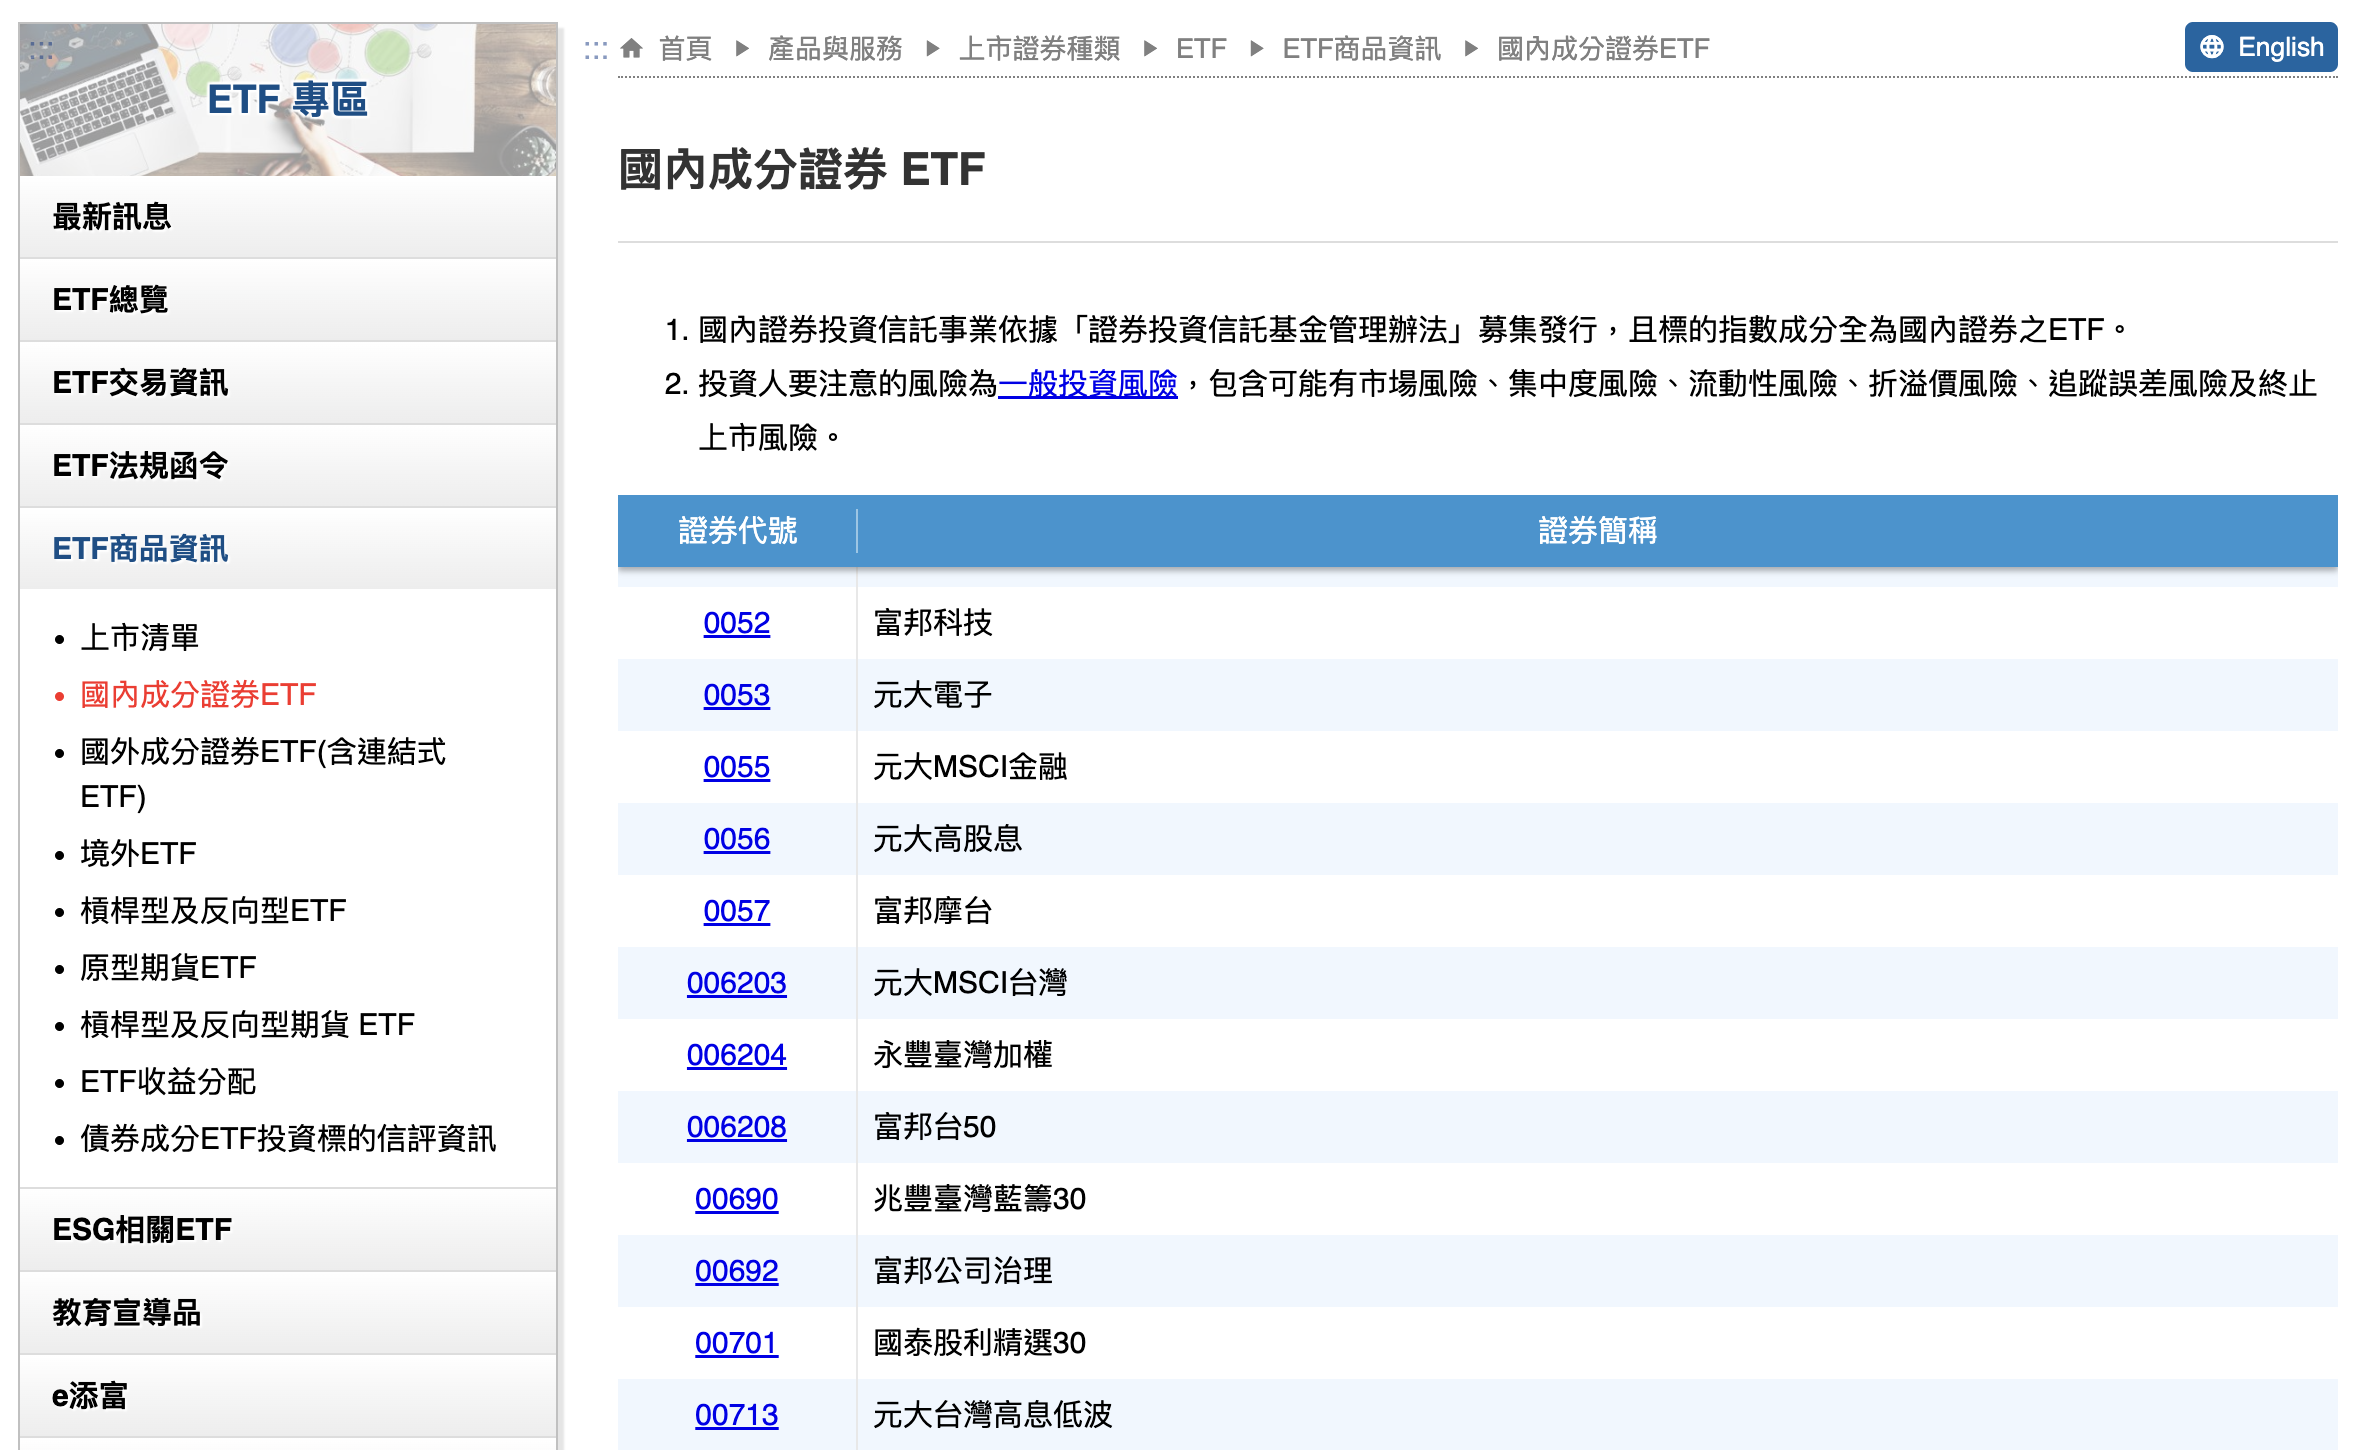 ETF 專區
最新訊息
ETF總覽
ETF交易資訊
ETF法規函令
ETF商品資訊
上市清單
國內成分證券ETF
國外成分證券ETF(含連結式
ETF)
境外ETF
槓桿型及反向型ETF
原型期貨ETF
槓桿型及反向型期貨 ETF
ETF收益分配
債券成分ETF投資標的信評資訊
ESG相關ETF
教育宣導品
e添富
首頁 ▶ 產品與服務 ▶ 上市證券種類 ▶ ETF ▶ ETF商品資訊 ▶ 國內成分證券ETF
English
國內成分證券 ETF
1. 國內證券投資信託事業依據「證券投資信託基金管理辦法」募集發行，且標的指數成分全為國內證券之ETF。
2. 投資人要注意的風險為一般投資風險，包含可能有市場風險、集中度風險、流動性風險、折溢價風險、追蹤誤差風險及終止
上市風險。
證券代號 證券簡稱
0052 富邦科技
0053 元大電子
0055 元大MSCI金融
0056 元大高股息
0057 富邦摩台
006203 元大MSCI台灣
006204 永豐臺灣加權
006208 富邦台50
00690 兆豐臺灣藍籌30
00692 富邦公司治理
00701 國泰股利精選30
00713 元大台灣高息低波